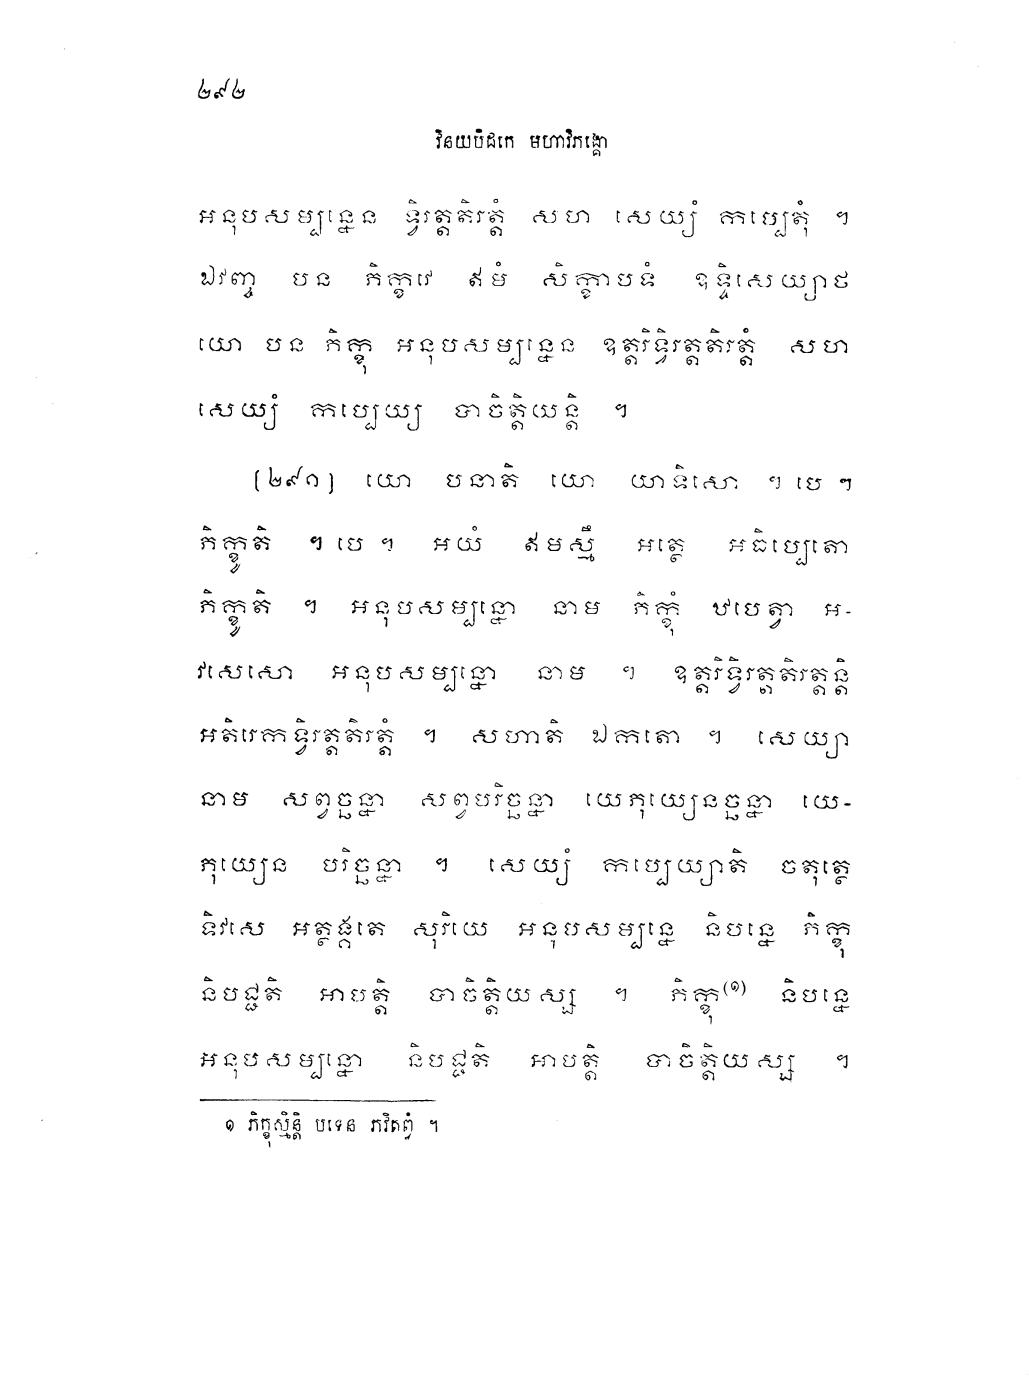 ២៩២
វិនយបិដកេ មហាវិភង្គោ
អនុបសម្បន្នេន ទ្វិរត្តតិរត្តំ សហ សេយ្យំ កប្បេតុំ ។
ឯវញ្ច បន ភិក្ខវេ ឥមំ សិក្ខាបទំ ឧទ្ទិសេយ្យាថ
យោ បន ភិក្ខុ អនុបសម្បន្នេន ឧត្តរិទ្វិរត្តតិរត្តំ សហ
សេយ្យំ កប្បេយ្យ បាចិត្តិយន្តិ ។
(២៩១) យោ បនាតិ យោ យាទិសោ ។ បេ ។
ភិក្ខូតិ ។ បេ ។ អយំ ឥមស្មឹ អត្ថេ អធិប្បេតោ
ភិក្ខូតិ ។ អនុបសម្បន្នោ នាម ភិក្ខុំ ឋបេត្វា អ-
វសេសោ អនុបសម្បន្នោ នាម ។ ឧត្តរិទ្វិរត្តតិរត្តន្តិ
អតិរេកទ្វិរត្តតិរត្តំ ។ សហាតិ ឯកតោ ។ សេយ្យា
នាម សព្វច្ឆន្នា សព្វបរិច្ឆន្នា យេភុយ្យេនច្ឆន្នា យេ-
ភុយ្យេន បរិច្ឆន្នា ។ សេយ្យំ កប្បេយ្យាតិ ចតុត្ថេ
ទិវសេ អត្ថង្គតេ សុរិយេ អនុបសម្បន្នេ និបន្នេ ភិក្ខុ
និបជ្ជតិ អាបត្តិ បាចិត្តិយស្ស ។ ភិក្ខុ(១) និបន្នេ
អនុបសម្បន្នោ និបជ្ជតិ អាបត្តិ បាចិត្តិយស្ស ។
១ ភិក្ខុស្មិន្តិ បទេន ភវិតព្វំ ។